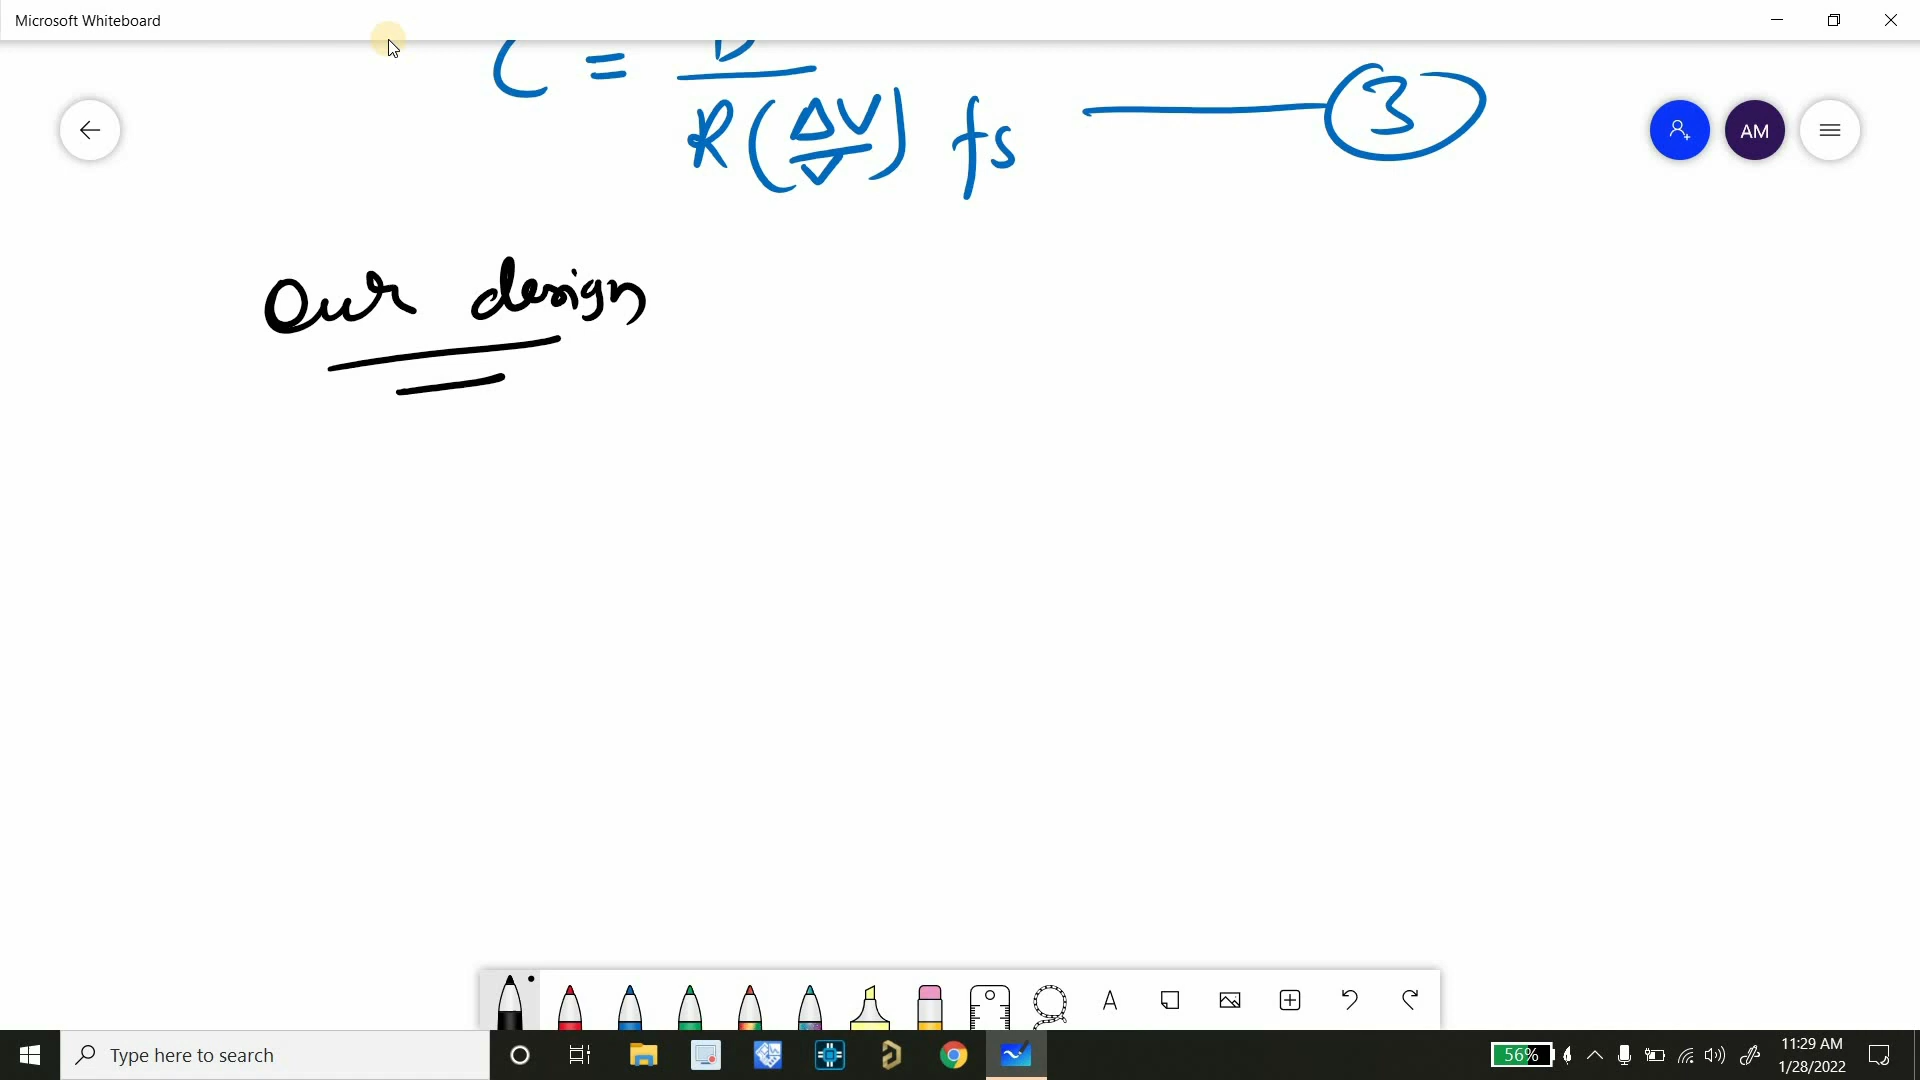 Microsoft Whiteboard
C = D
R (ΔV/V) fs
3
AM
Our design
A
Type here to search
56%
11:29 AM
1/28/2022